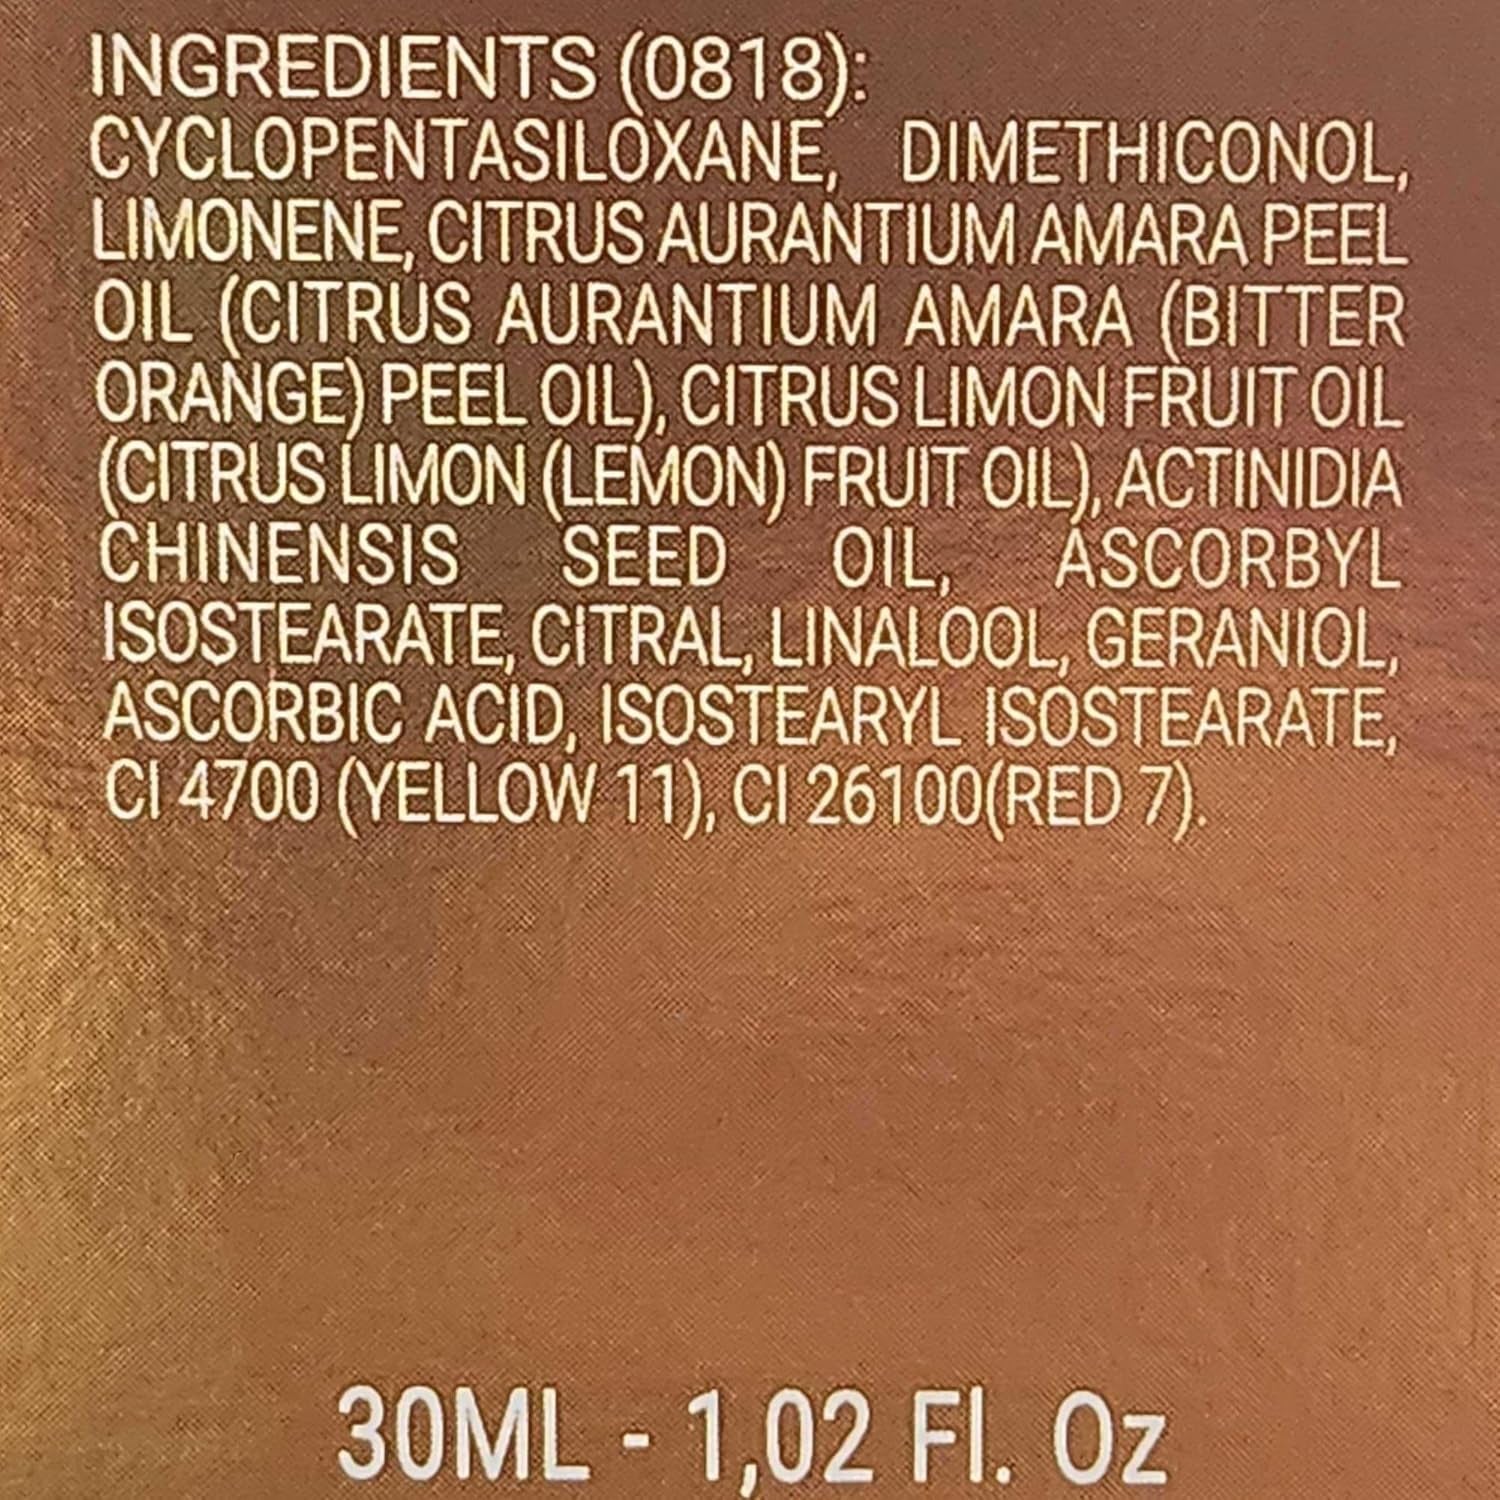 INGREDIENTS (0818):
CYCLOPENTASILOXANE, DIMETHICONOL,
LIMONENE, CITRUS AURANTIUM AMARA PEEL
OIL (CITRUS AURANTIUM AMARA (BITTER
ORANGE) PEEL OIL), CITRUS LIMON FRUIT OIL
(CITRUS LIMON (LEMON) FRUIT OIL), ACTINIDIA
CHINENSIS SEED OIL, ASCORBYL
ISOSTEARATE, CITRAL, LINALOOL, GERANIOL,
ASCORBIC ACID, ISOSTEARYL ISOSTEARATE,
CI 4700 (YELLOW 11), CI 26100(RED 7).
30ML - 1,02 Fl. Oz